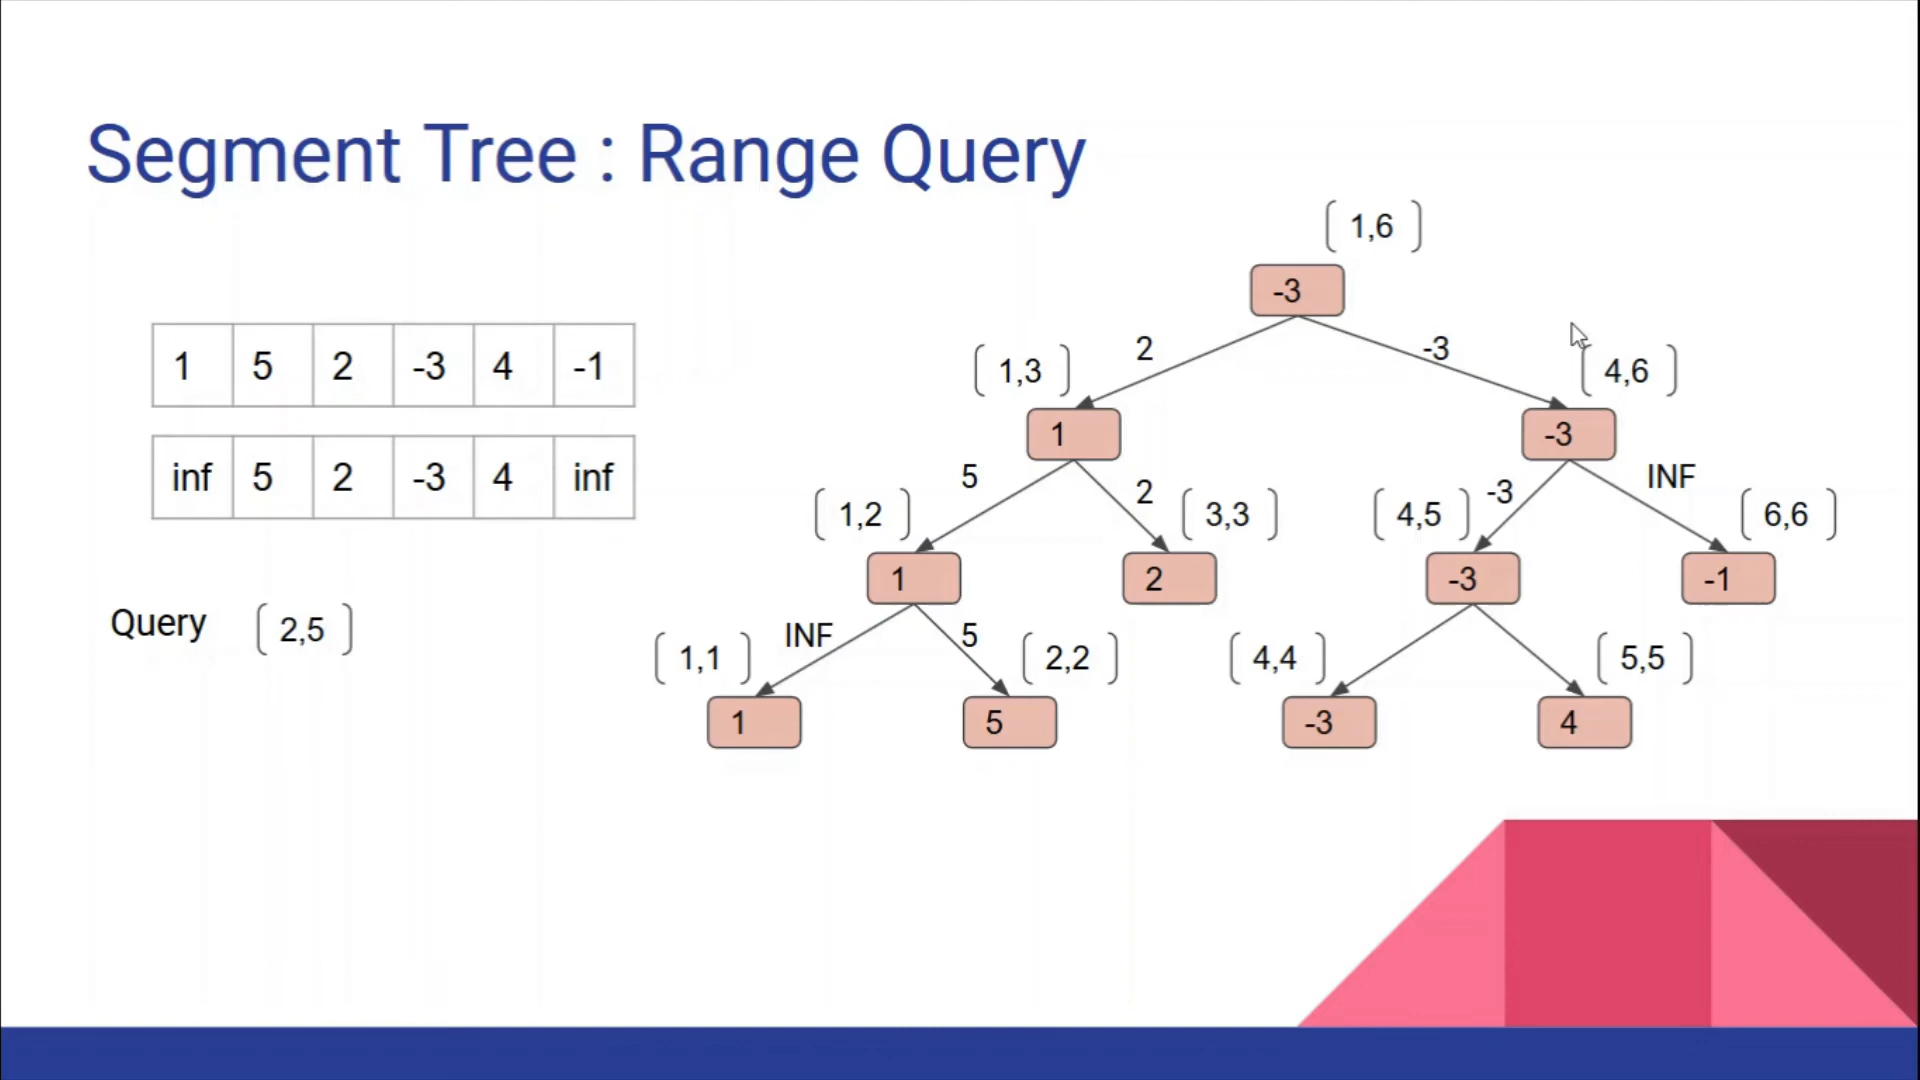 Segment Tree : Range Query
[ 1,6 ]
-3
1 5 2 -3 4 -1
2 -3
[ 1,3 ] [ 4,6 ]
1 -3
inf 5 2 -3 4 inf
5 2 -3 INF
[ 1,2 ] [ 3,3 ] [ 4,5 ] [ 6,6 ]
1 2 -3 -1
Query [ 2,5 ]
INF 5
[ 1,1 ] [ 2,2 ] [ 4,4 ] [ 5,5 ]
1 5 -3 4